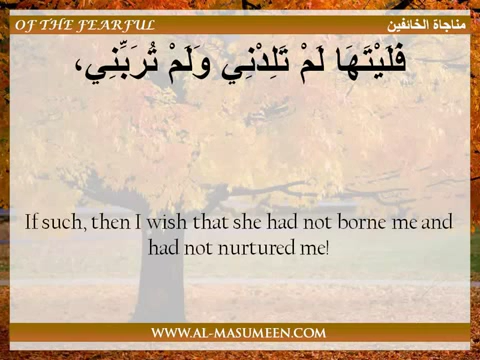 OF THE FEARFUL
مناجاة الخائفين
فَلَيْتَهَا لَمْ تَلِدْنِي وَلَمْ تُرَبِّنِي،
If such, then I wish that she had not borne me and
had not nurtured me!
WWW.AL-MASUMEEN.COM